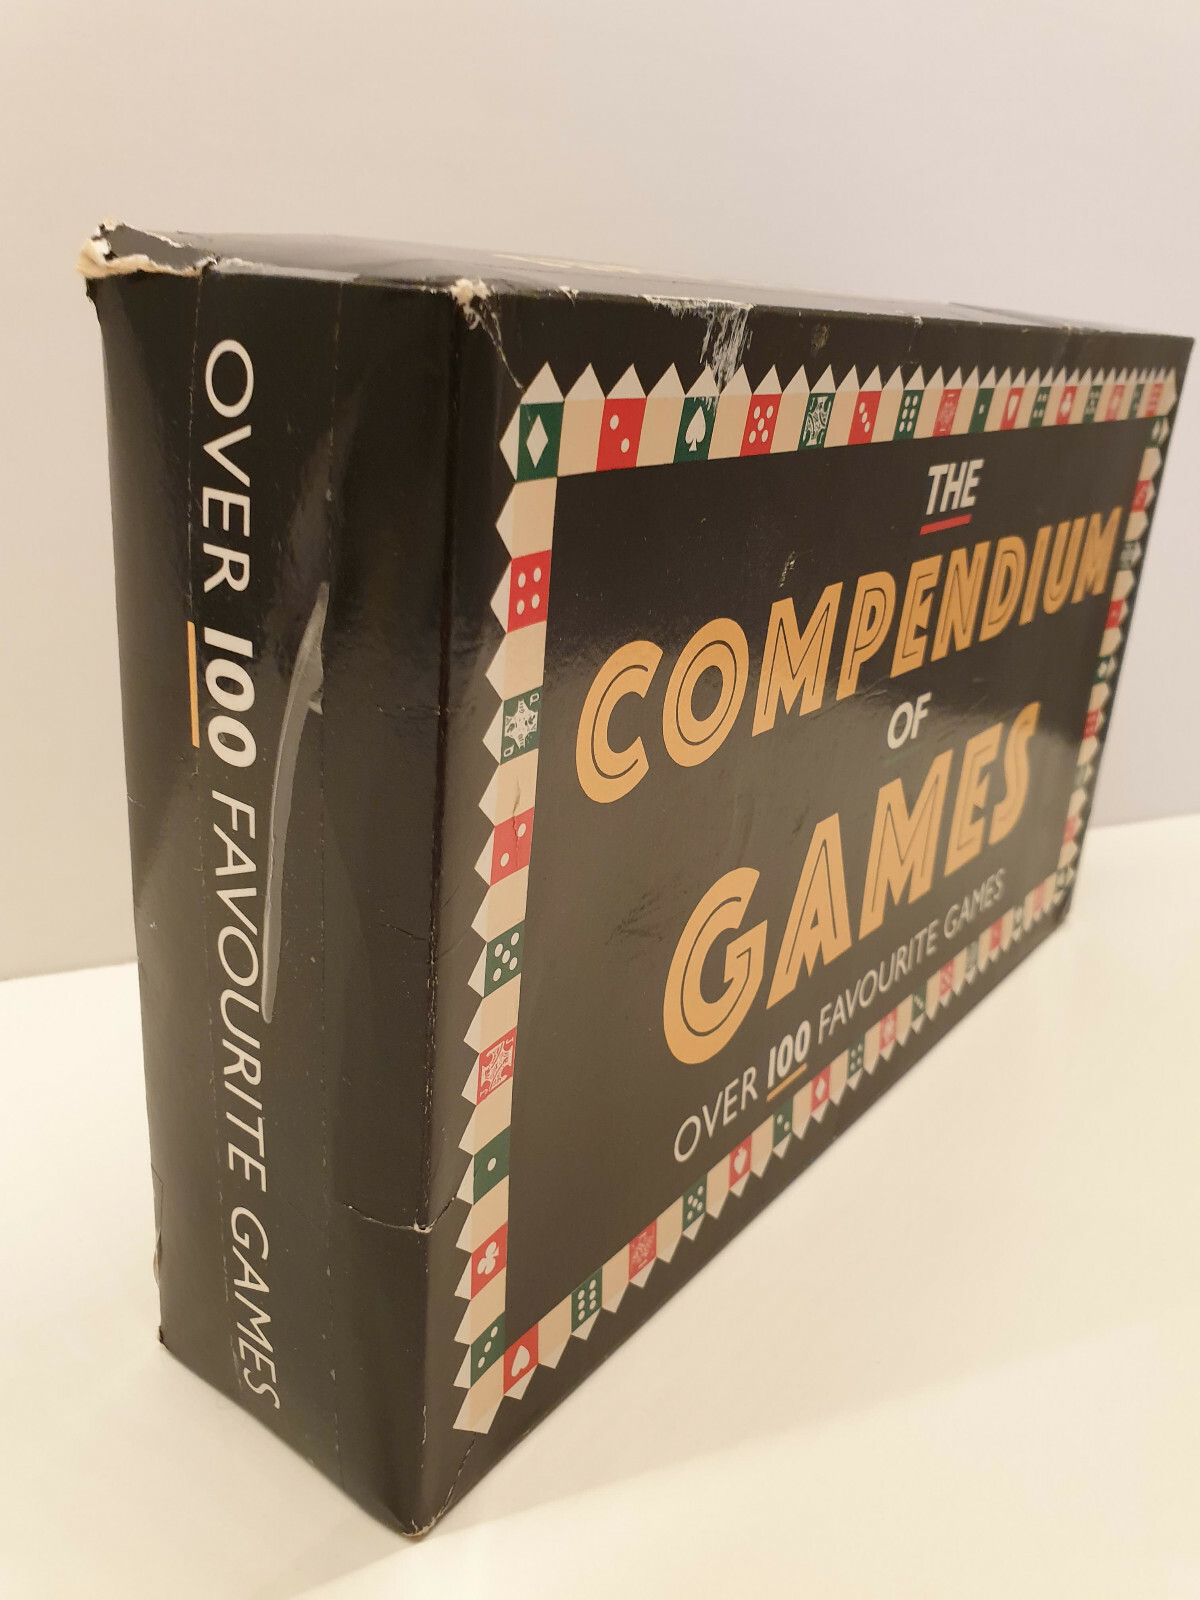 OVER 100 FAVOURITE GAMES
THE
COMPENDIUM
OF
GAMES
OVER 100 FAVOURITE GAMES